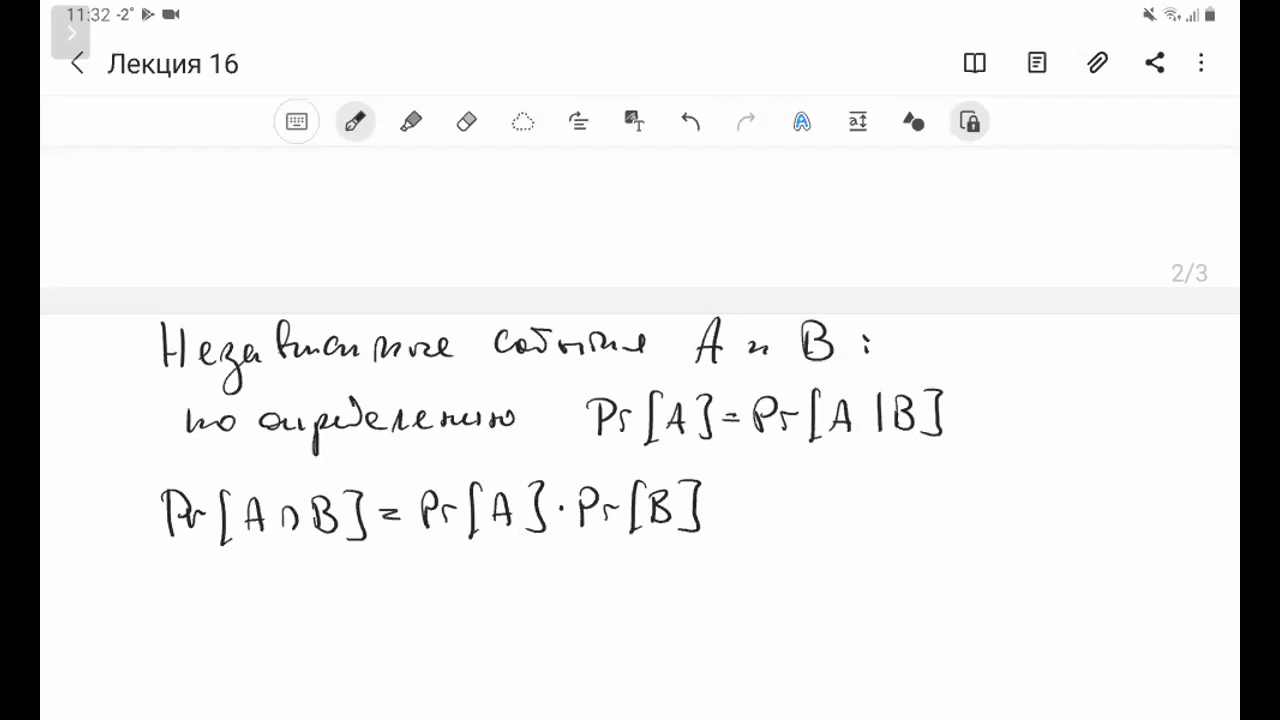 11:32 -2°
Лекция 16
2/3
Независимые события A и B :
по определению Pr[A] = Pr[A | B]
Pr[A ∩ B] = Pr[A] · Pr[B]